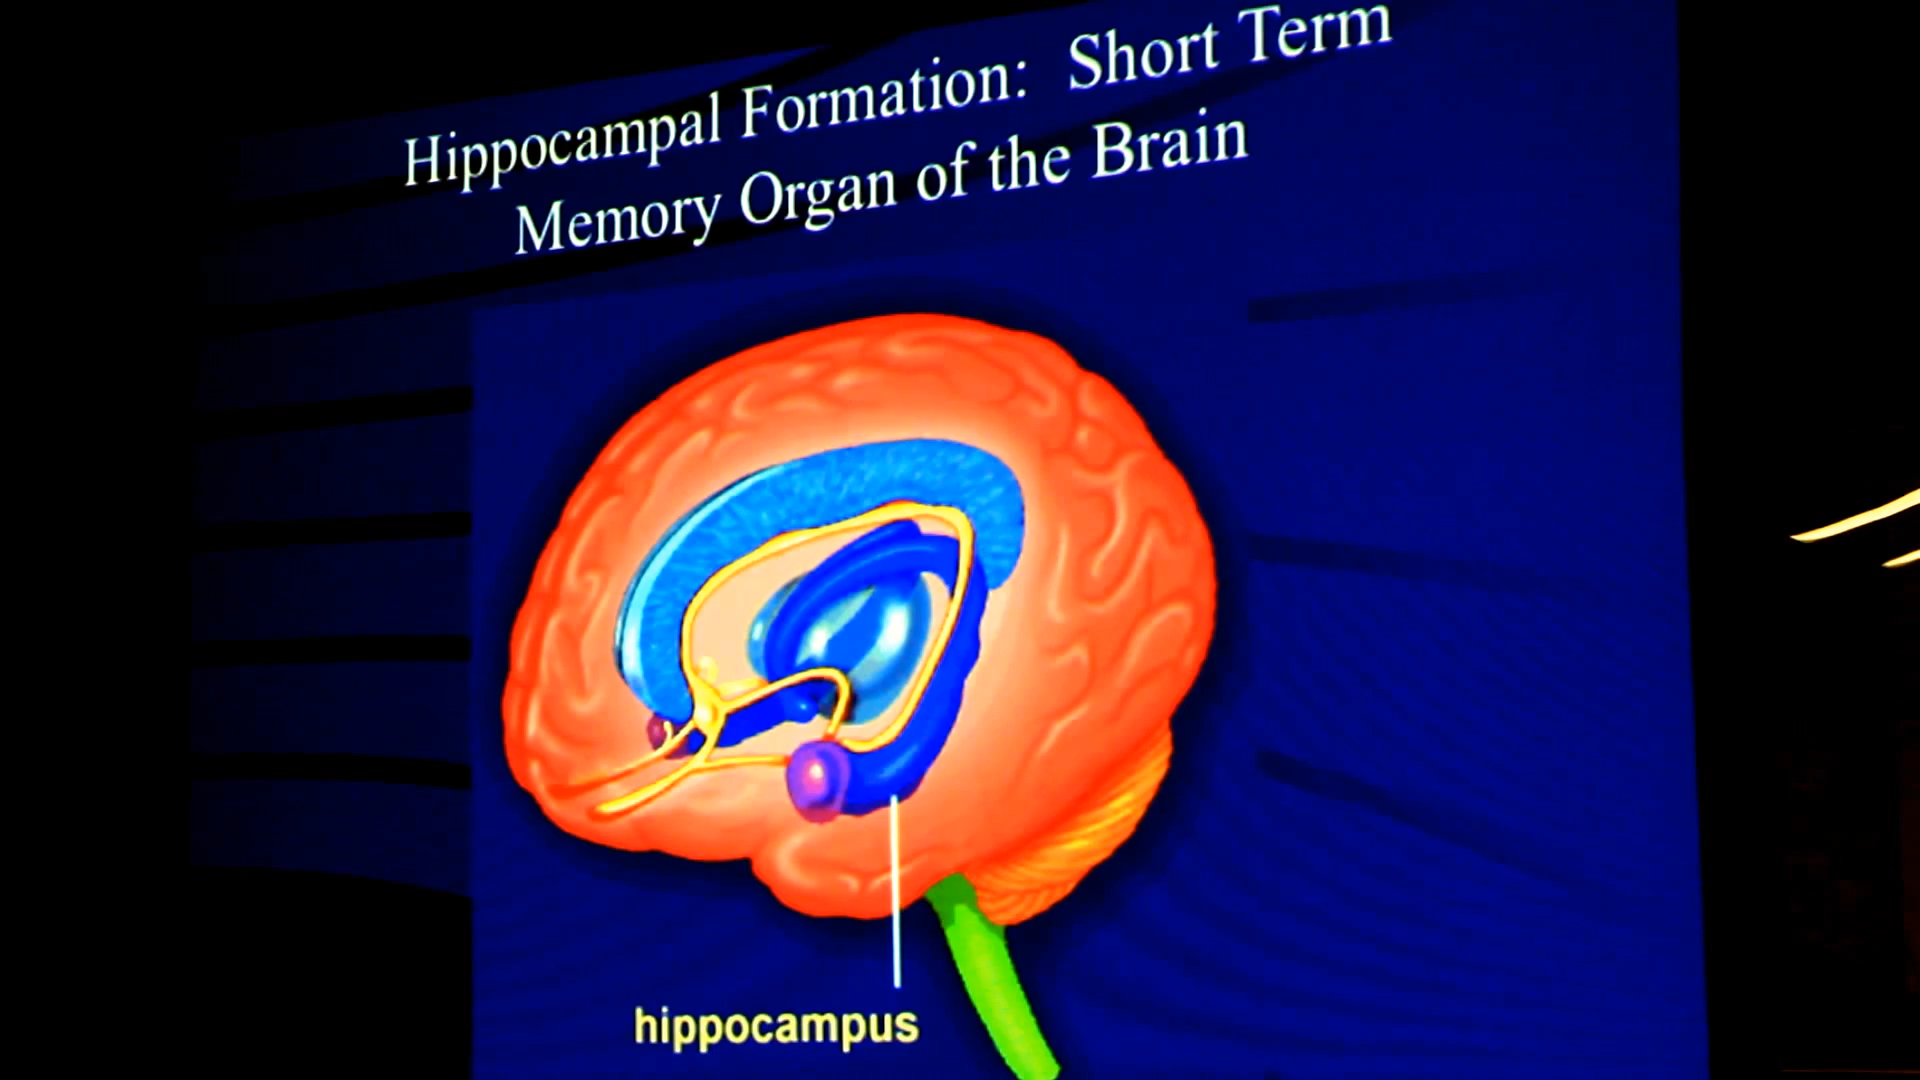 Hippocampal Formation: Short Term
Memory Organ of the Brain
hippocampus